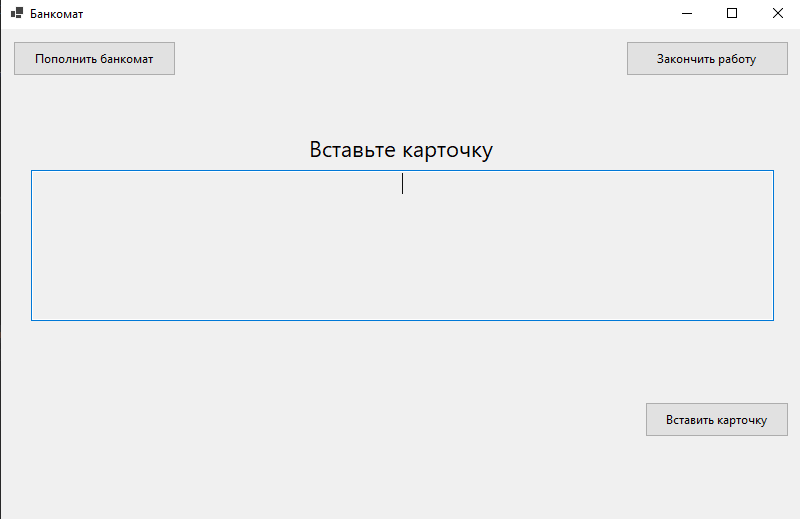 Банкомат
Пополнить банкомат
Закончить работу
Вставьте карточку
Вставить карточку